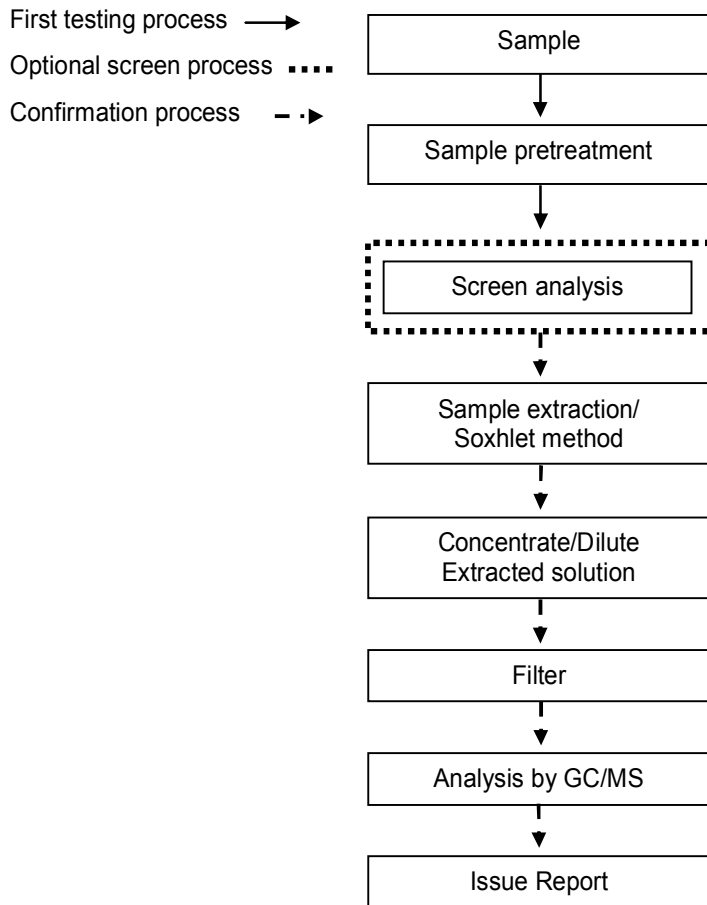 First testing process
Optional screen process
Confirmation process
Sample
Sample pretreatment
Screen analysis
Sample extraction/
Soxhlet method
Concentrate/Dilute
Extracted solution
Filter
Analysis by GC/MS
Issue Report